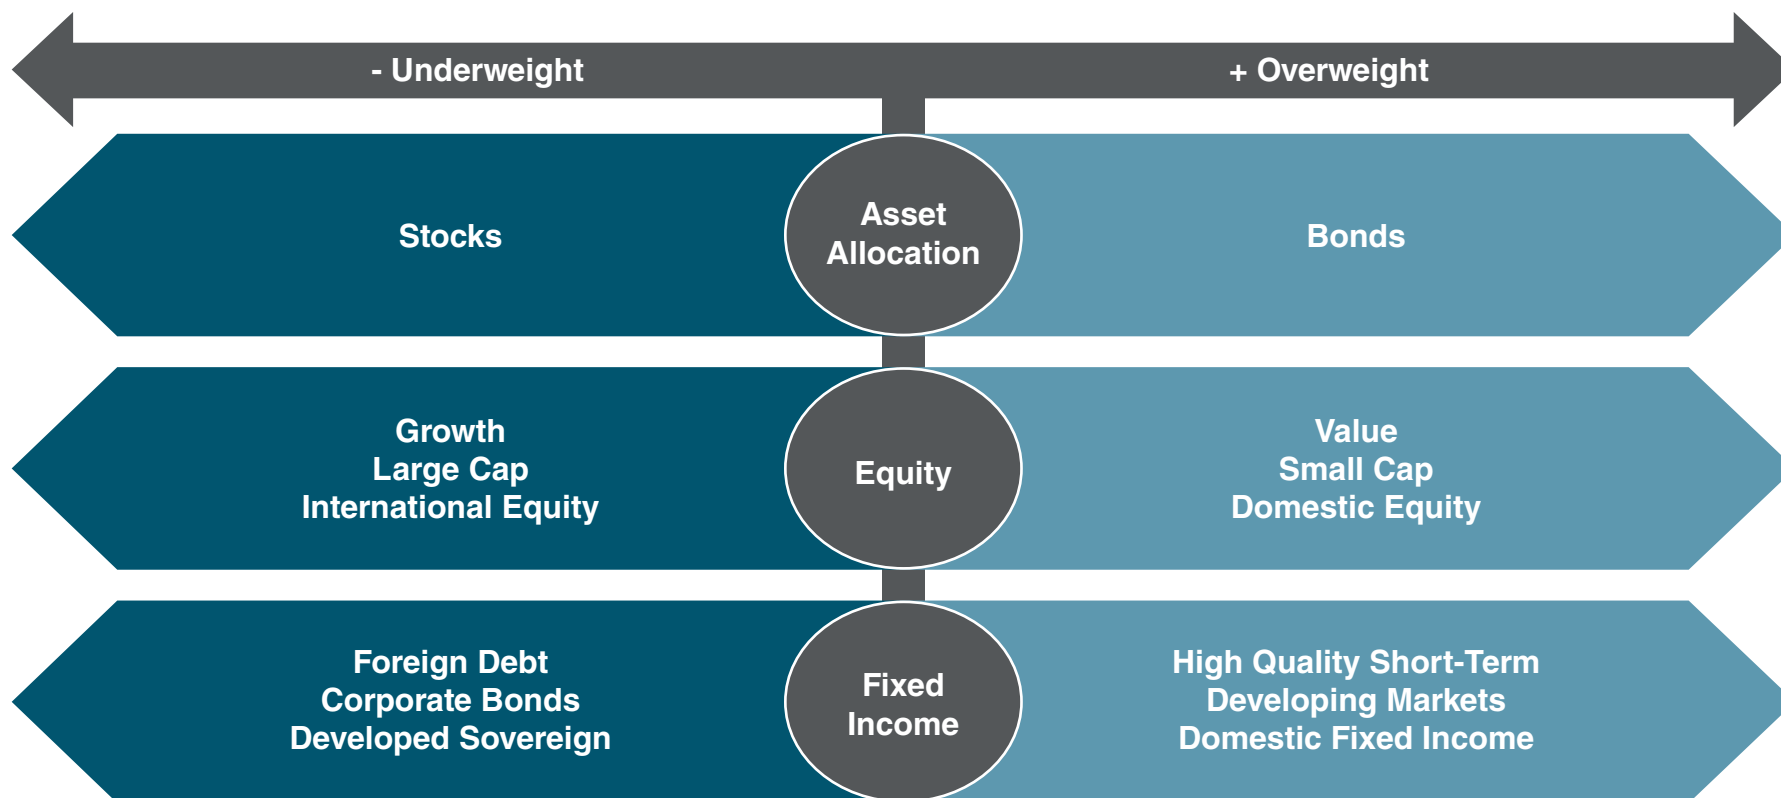 - Underweight
+ Overweight
Stocks
Asset
Allocation
Bonds
Growth
Large Cap
International Equity
Equity
Value
Small Cap
Domestic Equity
Foreign Debt
Corporate Bonds
Developed Sovereign
Fixed
Income
High Quality Short-Term
Developing Markets
Domestic Fixed Income